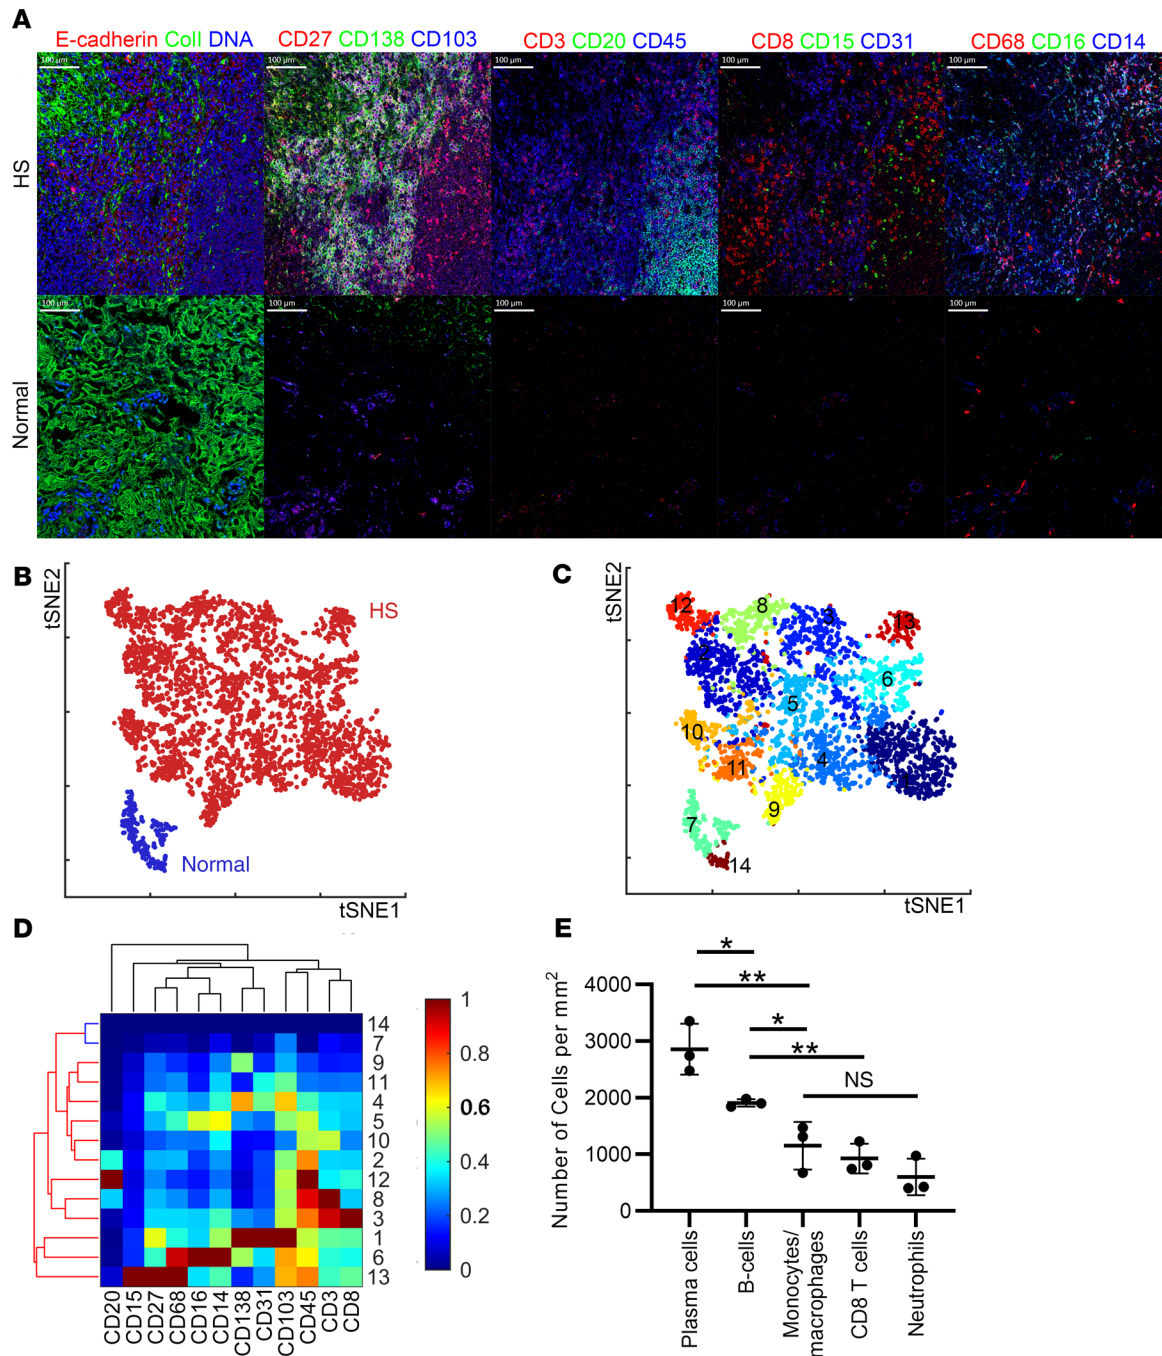 A
E-cadherin Coll DNA CD27 CD138 CD103 CD3 CD20 CD45 CD8 CD15 CD31 CD68 CD16 CD14
100 µm 100 µm 100 µm 100 µm 100 µm
HS
100 µm 100 µm 100 µm 100 µm 100 µm
Normal
B
tSNE2
HS
Normal
tSNE1
C
tSNE2
12 8 3 13
2 6
5
10
11 4 1
9
7
14
tSNE1
D
14
7
9
11
4
5
10
2
12
8
3
1
6
13
1
0.8
0.6
0.4
0.2
0
CD20 CD15 CD27 CD68 CD16 CD14 CD138 CD31 CD103 CD45 CD3 CD8
E
Number of Cells per mm2
4000
3000
2000
1000
0
*
**
*
**
NS
Plasma cells
B-cells
Monocytes/
macrophages
CD8 T cells
Neutrophils